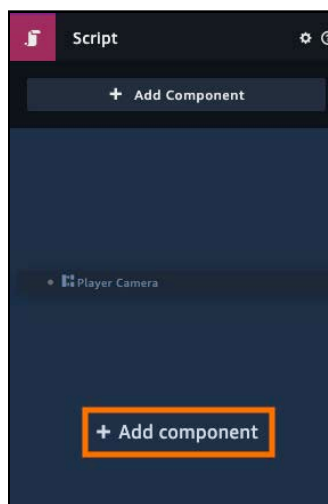 Script
+ Add Component
Player Camera
+ Add component